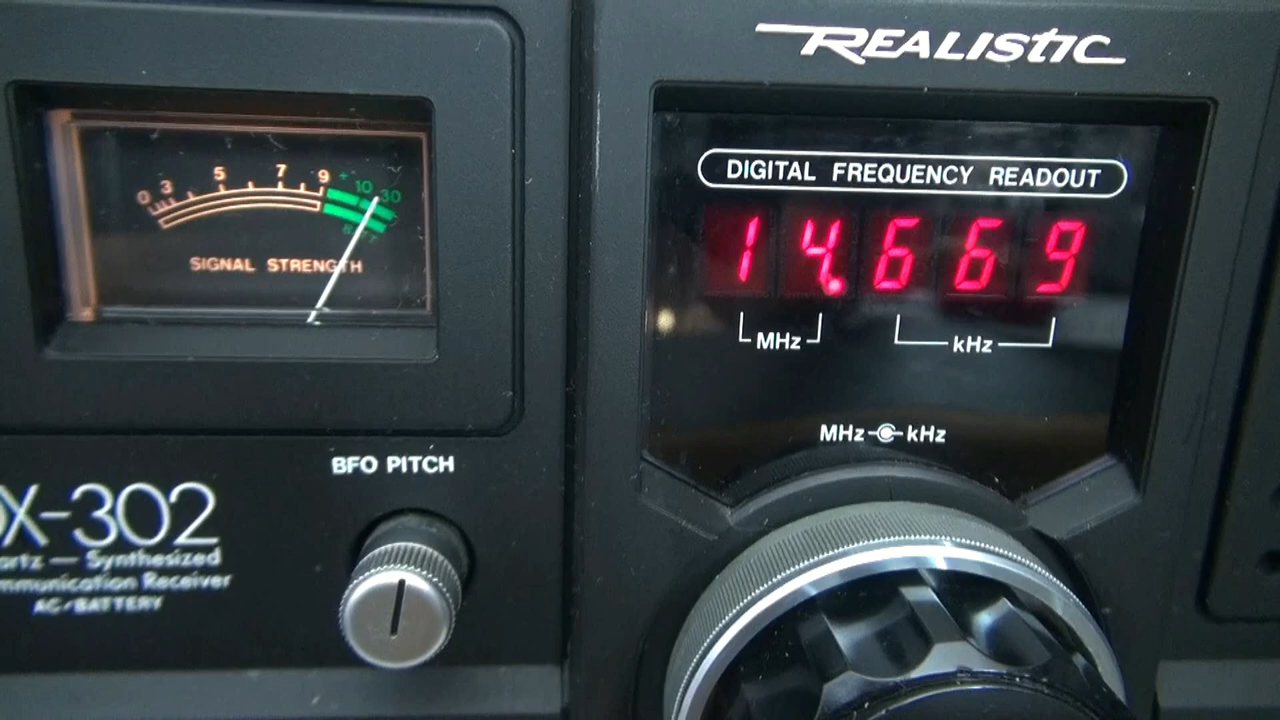 REALISTIC
DIGITAL FREQUENCY READOUT
0 3 5 7 9 + 10 30
SIGNAL STRENGTH
14.669
MHz kHz
MHz kHz
BFO PITCH
X-302
artz — Synthesized
mmunication Receiver
AC/BATTERY